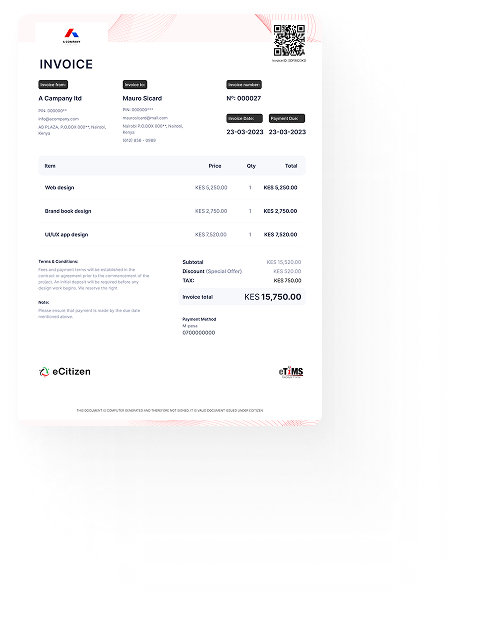 A COMPANY
INVOICE
Invoice from:
A Campany ltd
PIN: 000000**
info@ecompany.com
AD PLAZA, P.O.BOX 000**, Nairobi,
Kenya
Invoice to:
Mauro Sicard
PIN: 000000***
maurosicard@mail.com
Nairobi P.O.BOX 000**, Nairobi,
Kenya
(612) 856 - 0989
Invoice number:
Nº: 000027
Invoice Date:
23-03-2023
Payment Due:
23-03-2023
Item Price Qty Total
Web design KES 5,250.00 1 KES 5,250.00
Brand book design KES 2,750.00 1 KES 2,750.00
UI/UX app design KES 7,520.00 1 KES 7,520.00
Terms & Conditions:
Fees and payment terms will be established in the
contract or agreement prior to the commencement of the
project. An initial deposit will be required before any
design work begins. We reserve the right
Note:
Please ensure that payment is made by the due date
mentioned above.
Subtotal KES 15,520.00
Discount (Special Offer) KES 520.00
TAX: KES 750.00
Invoice total KES 15,750.00
Payment Method
M-pesa
0700000000
eCitizen
eTIMS
THIS DOCUMENT IS COMPUTER GENERATED AND THEREFORE NOT SIGNED. IT IS VALID DOCUMENT ISSUED UNDER ECITIZEN